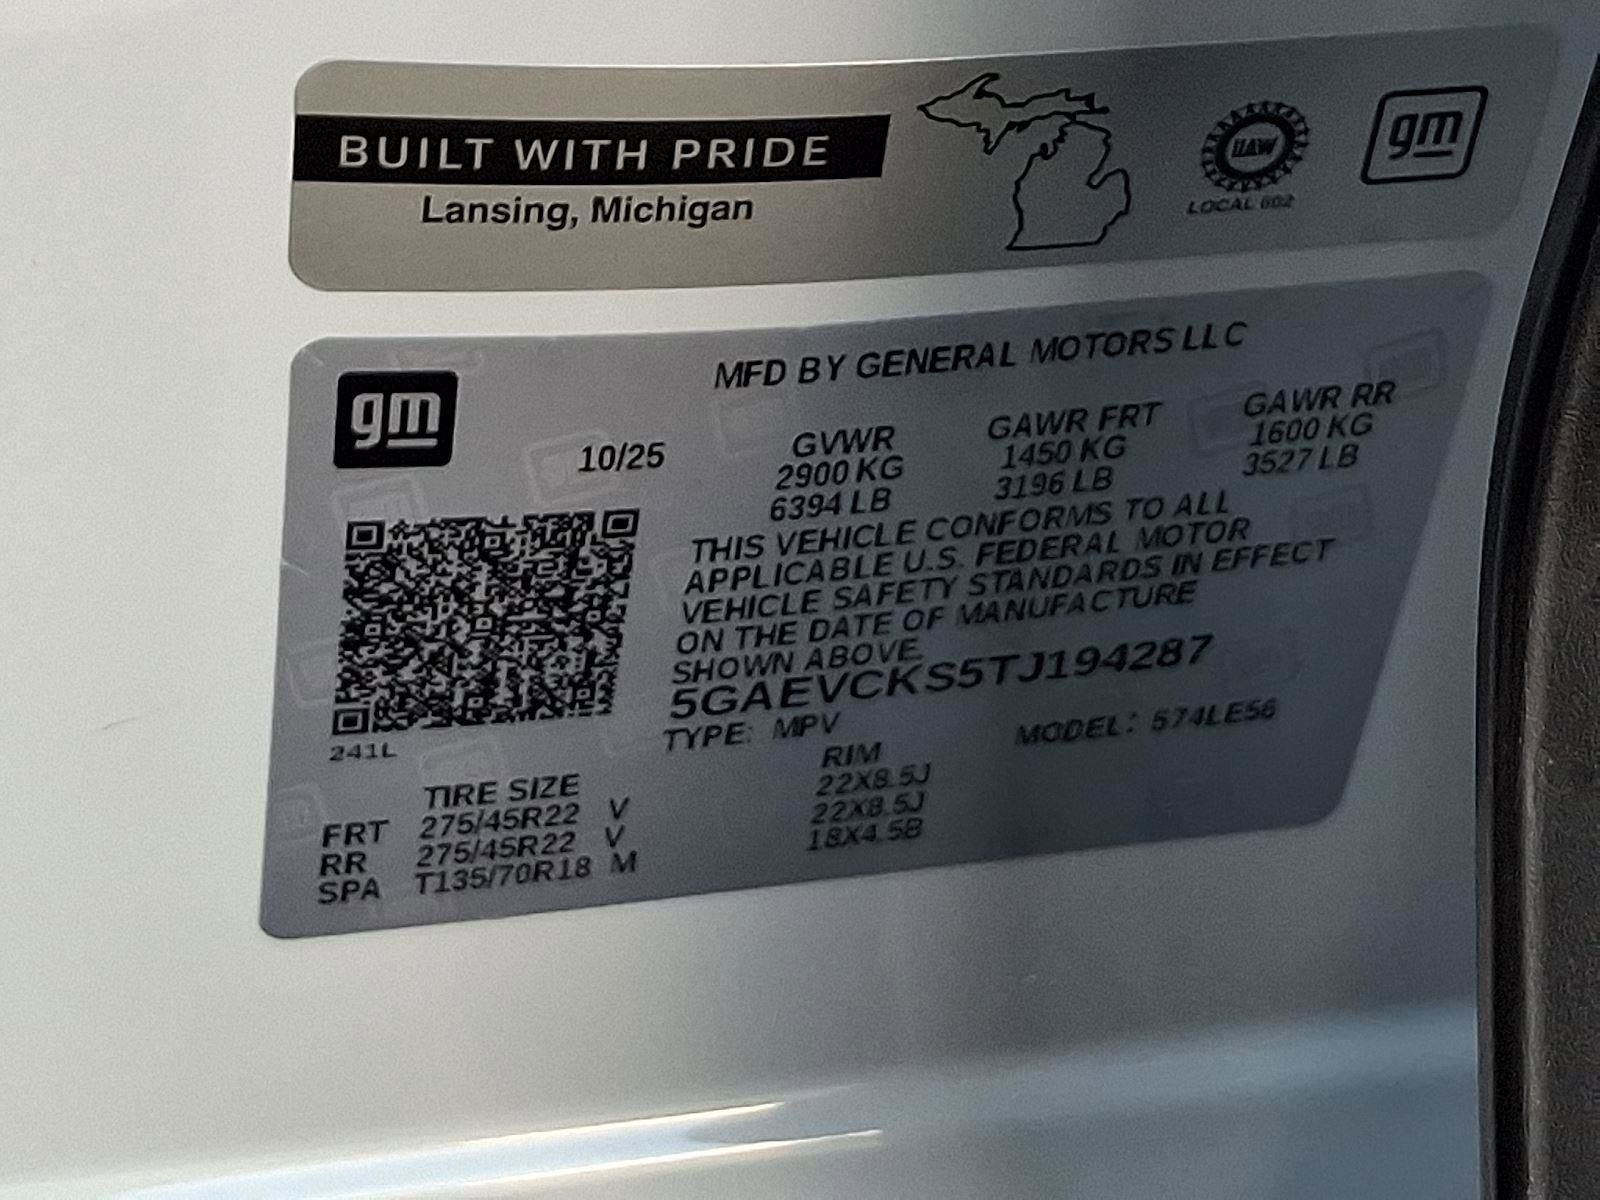 BUILT WITH PRIDE
Lansing, Michigan
UAW
LOCAL 602
gm
MFD BY GENERAL MOTORS LLC
gm
10/25
GVWR GAWR FRT GAWR RR
2900 KG 1450 KG 1600 KG
6394 LB 3196 LB 3527 LB
THIS VEHICLE CONFORMS TO ALL
APPLICABLE U.S. FEDERAL MOTOR
VEHICLE SAFETY STANDARDS IN EFFECT
ON THE DATE OF MANUFACTURE
SHOWN ABOVE.
5GAEVCKS5TJ194287
TYPE: MPV MODEL: 574LE56
241L
TIRE SIZE RIM
FRT 275/45R22 V 22X8.5J
RR 275/45R22 V 22X8.5J
SPA T135/70R18 M 18X4.5B